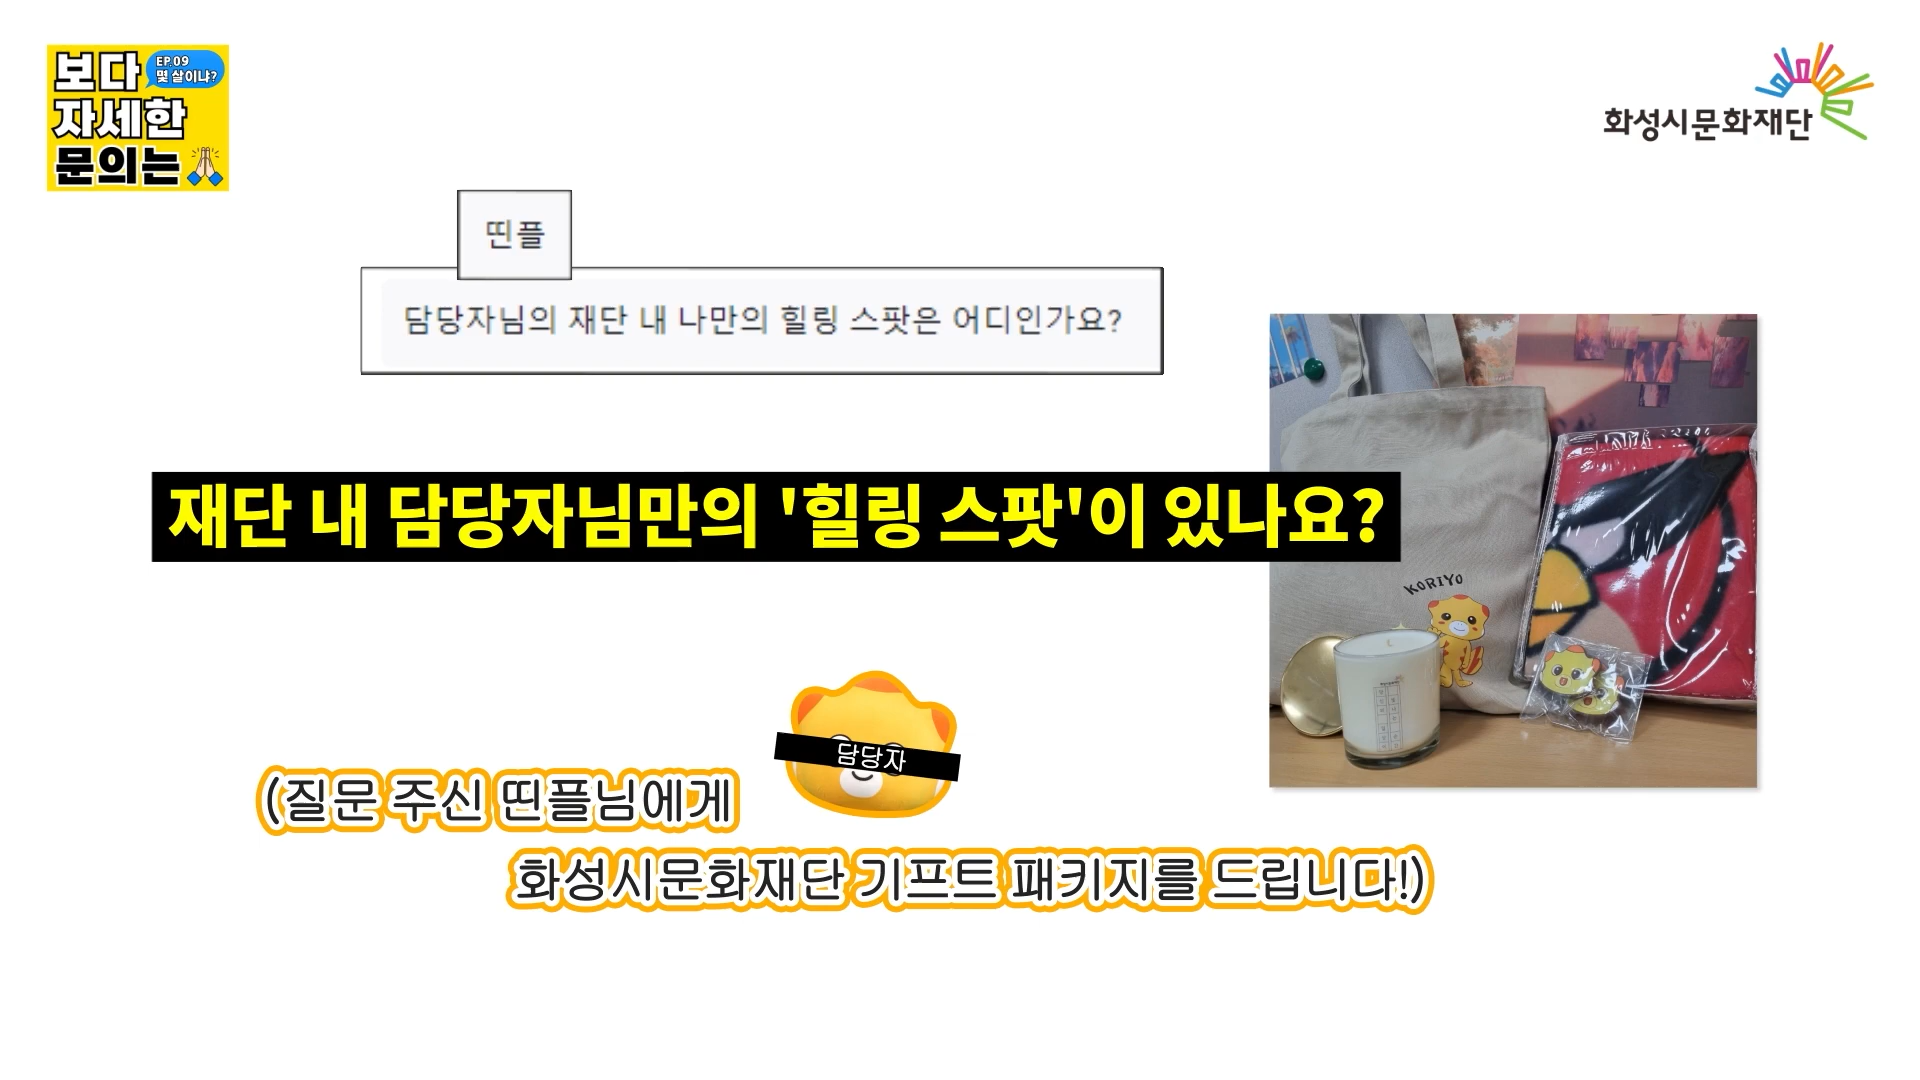 보다
EP.09
몇 살이냐?
자세한
문의는
화성시문화재단
띤플
담당자님의 재단 내 나만의 힐링 스팟은 어디인가요?
재단 내 담당자님만의 '힐링 스팟'이 있나요?
KORIYO
담당자
(질문 주신 띤플님에게
화성시문화재단 기프트 패키지를 드립니다!)